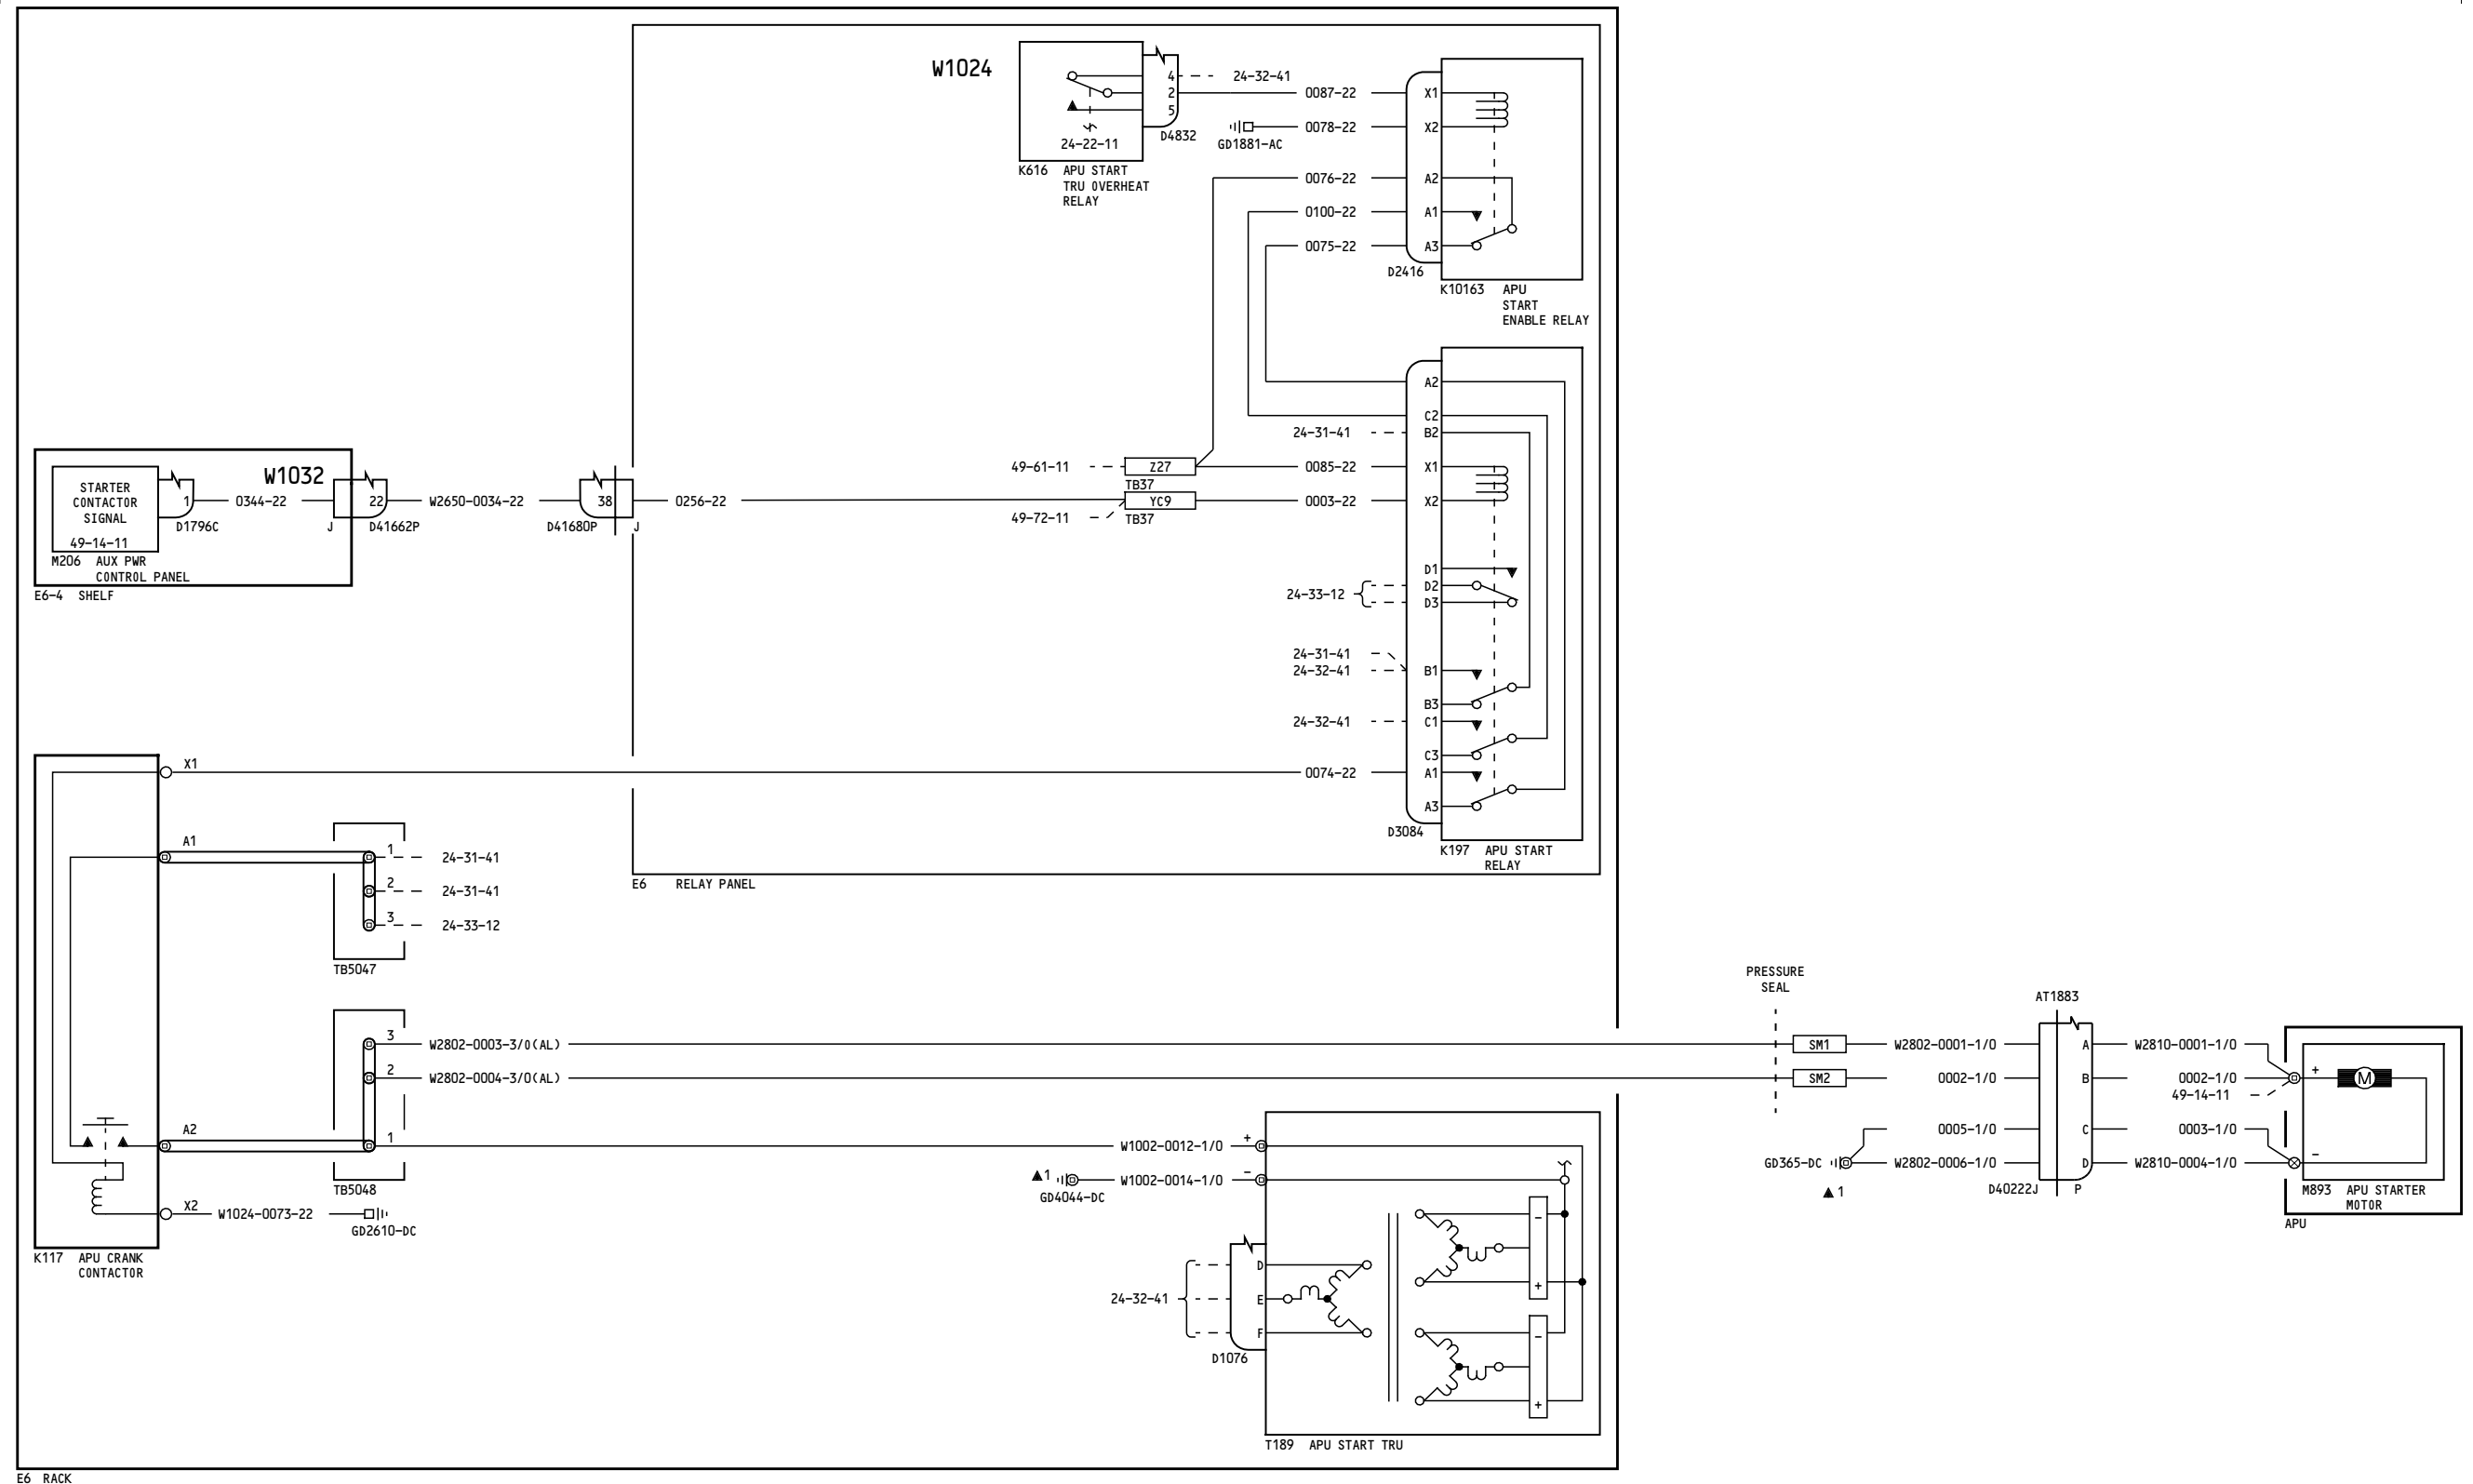 W1024
4
24-32-41
2
5
24-22-11
D4832
K616 APU START
TRU OVERHEAT
RELAY
0087-22
X1
0078-22
X2
GD1881-AC
0076-22
A2
0100-22
A1
0075-22
A3
D2416
K10163 APU
START
ENABLE RELAY
A2
C2
24-31-41
B2
49-61-11
Z27
0085-22
X1
TB37
YC9
0003-22
X2
49-72-11
TB37
D1
D2
24-33-12
D3
24-31-41
24-32-41
B1
B3
24-32-41
C1
C3
0074-22
A1
A3
D3084
K197 APU START
RELAY
E6 RELAY PANEL
W1032
STARTER
CONTACTOR
SIGNAL
49-14-11
1
0344-22
22
W2650-0034-22
38
0256-22
D1796C
J
D41662P
D41680P
J
M206 AUX PWR
CONTROL PANEL
E6-4 SHELF
X1
A1
1
24-31-41
2
24-31-41
3
24-33-12
TB5047
3
W2802-0003-3/0(AL)
2
W2802-0004-3/0(AL)
A2
1
W1002-0012-1/0
+
TB5048
X2
W1024-0073-22
GD2610-DC
K117 APU CRANK
CONTACTOR
1
W1002-0014-1/0
-
GD4044-DC
-
+
-
+
D
24-32-41
E
F
D1076
T189 APU START TRU
E6 RACK
PRESSURE
SEAL
AT1883
SM1
W2802-0001-1/0
A
W2810-0001-1/0
SM2
0002-1/0
B
0002-1/0
+
M
49-14-11
0005-1/0
C
0003-1/0
GD365-DC
W2802-0006-1/0
D
W2810-0004-1/0
-
1
D40222J
P
M893 APU STARTER
MOTOR
APU